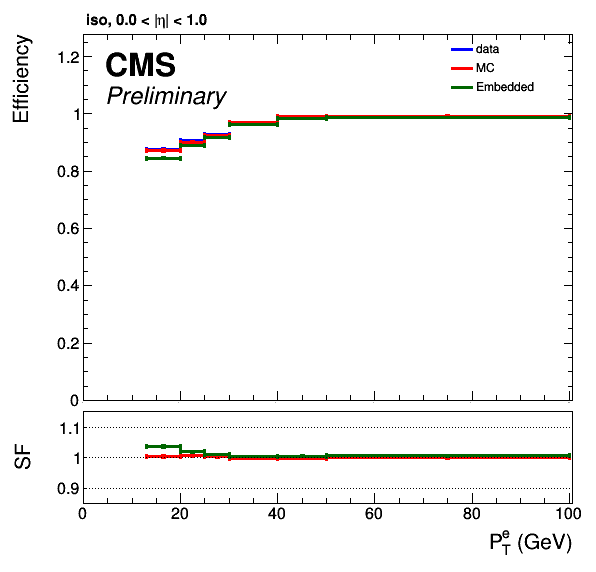 iso, 0.0 < |η| < 1.0
Efficiency
CMS
Preliminary
data
MC
Embedded
1.2
1
0.8
0.6
0.4
0.2
0
SF
1.1
1
0.9
0 20 40 60 80 100
P_T^e (GeV)